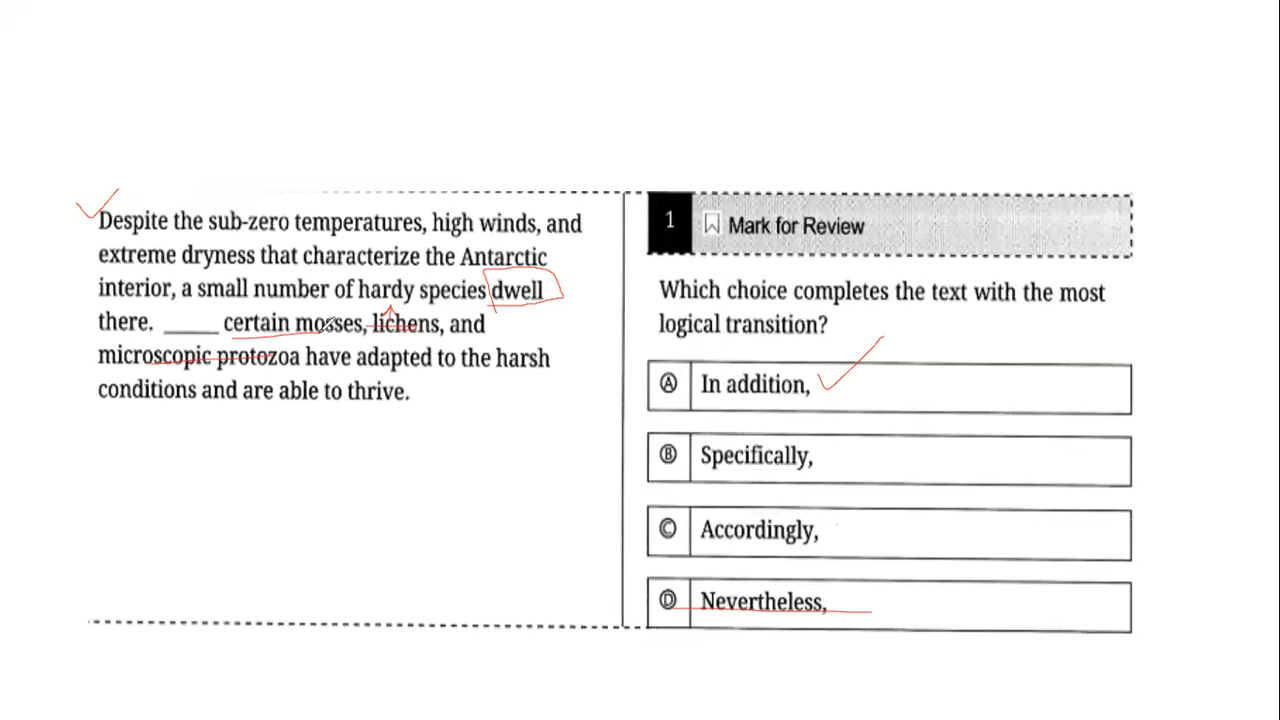 Despite the sub-zero temperatures, high winds, and
extreme dryness that characterize the Antarctic
interior, a small number of hardy species dwell
there. ______ certain mosses, lichens, and
microscopic protozoa have adapted to the harsh
conditions and are able to thrive.
1 Mark for Review
Which choice completes the text with the most
logical transition?
Ⓐ In addition,
Ⓑ Specifically,
Ⓒ Accordingly,
Ⓓ Nevertheless,